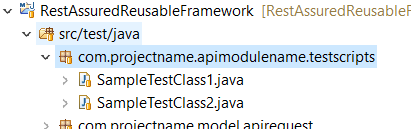 RestAssuredReusableFramework [RestAssuredReusableF
src/test/java
com.projectname.apimodulename.testscripts
SampleTestClass1.java
SampleTestClass2.java
com.projectname.model.apirequest